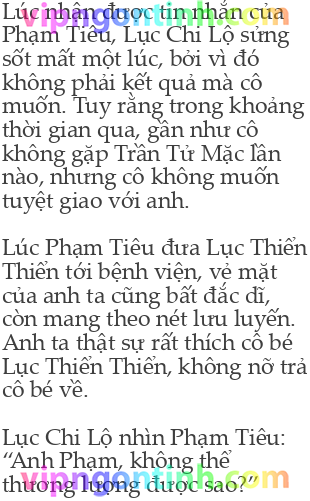 Lúc nhận được tin nhắn của
Phạm Tiêu, Lục Chi Lộ sửng
sốt mất một lúc, bởi vì đó
không phải kết quả mà cô
muốn. Tuy rằng trong khoảng
thời gian qua, gần như cô
không gặp Trần Tử Mặc lần
nào, nhưng cô không muốn
tuyệt giao với anh.
Lúc Phạm Tiêu đưa Lục Thiển
Thiển tới bệnh viện, vẻ mặt
của anh ta cũng bất đắc dĩ,
còn mang theo nét lưu luyến.
Anh ta thật sự rất thích cô bé
Lục Thiển Thiển, không nỡ trả
cô bé về.
Lục Chi Lộ nhìn Phạm Tiêu:
“Anh Phạm, không thể
thương lượng được sao?”
vipngontinh.com
vipngontinh.com